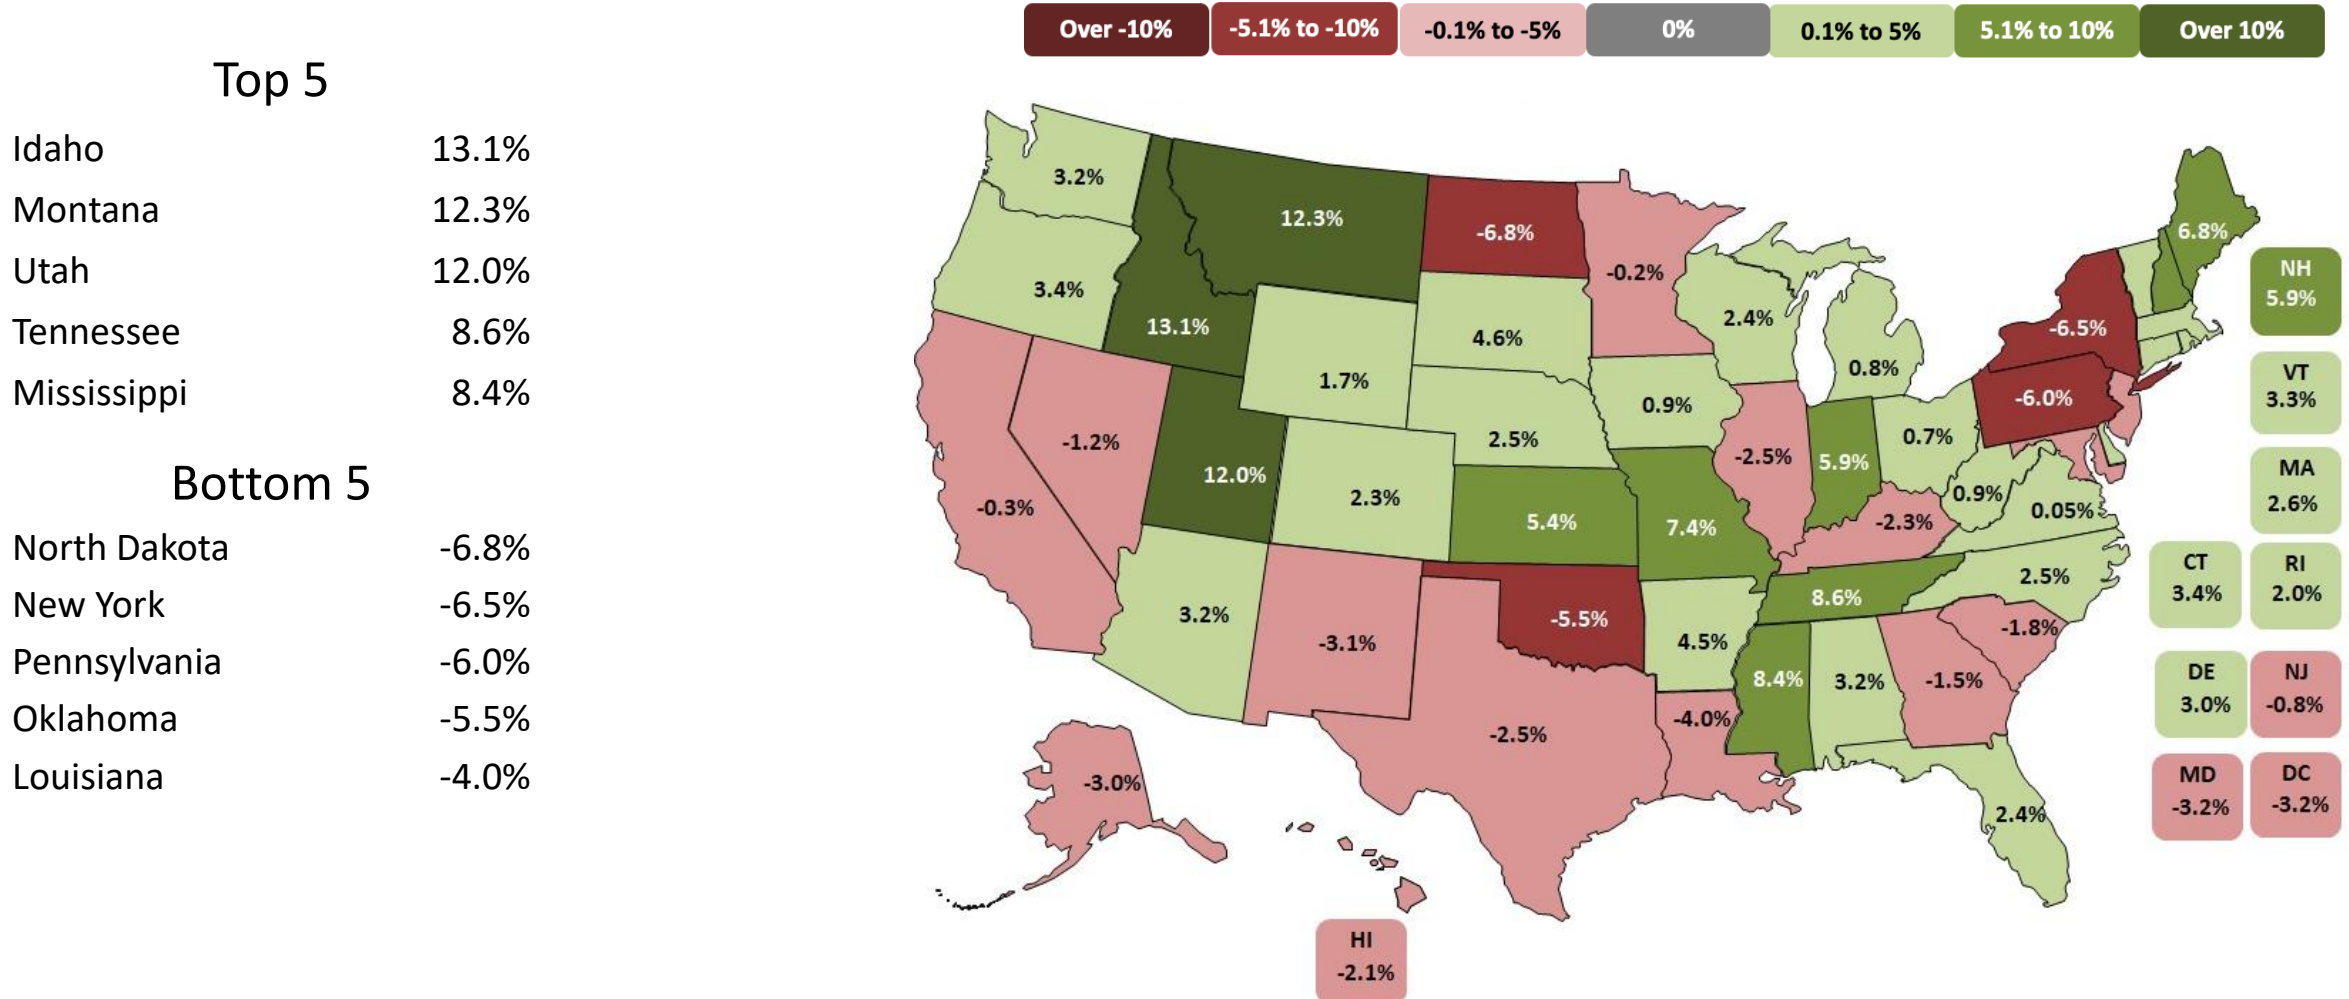 Over -10% -5.1% to -10% -0.1% to -5% 0% 0.1% to 5% 5.1% to 10% Over 10%
Top 5
Idaho 13.1%
Montana 12.3%
Utah 12.0%
Tennessee 8.6%
Mississippi 8.4%
Bottom 5
North Dakota -6.8%
New York -6.5%
Pennsylvania -6.0%
Oklahoma -5.5%
Louisiana -4.0%
3.2%
12.3%
-6.8%
6.8%
-0.2%
3.4%
13.1%
2.4%
-6.5%
4.6%
0.8%
1.7%
-6.0%
0.9%
-1.2%
2.5%
0.7%
-2.5%
5.9%
12.0%
2.3%
0.9%
-0.3%
0.05%
5.4%
7.4%
-2.3%
2.5%
8.6%
3.2%
-5.5%
-1.8%
-3.1%
4.5%
8.4%
3.2%
-1.5%
-4.0%
-2.5%
-3.0%
2.4%
NH
5.9%
VT
3.3%
MA
2.6%
CT
3.4%
RI
2.0%
DE
3.0%
NJ
-0.8%
MD
-3.2%
DC
-3.2%
HI
-2.1%